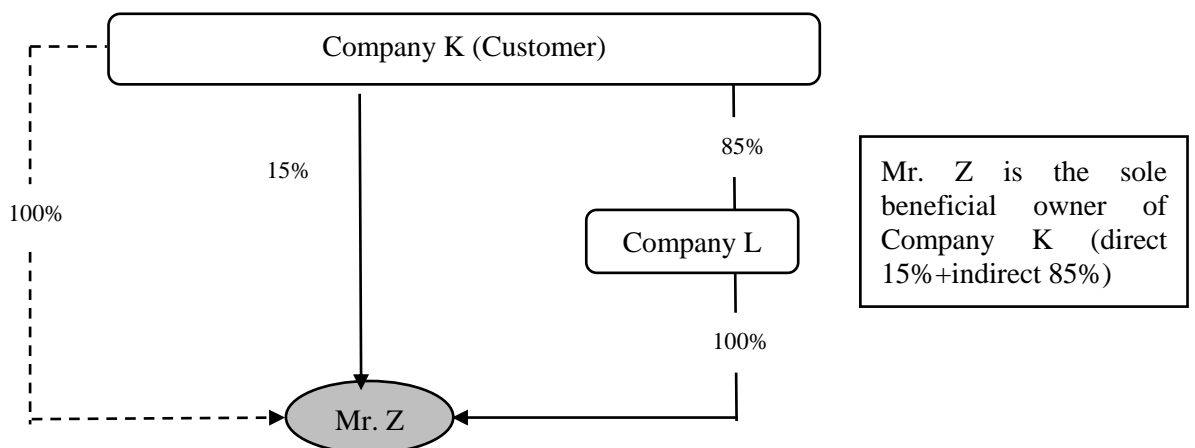 Company K (Customer)
15%
85%
100%
Company L
100%
Mr. Z
Mr. Z is the sole
beneficial owner of
Company K (direct
15%+indirect 85%)